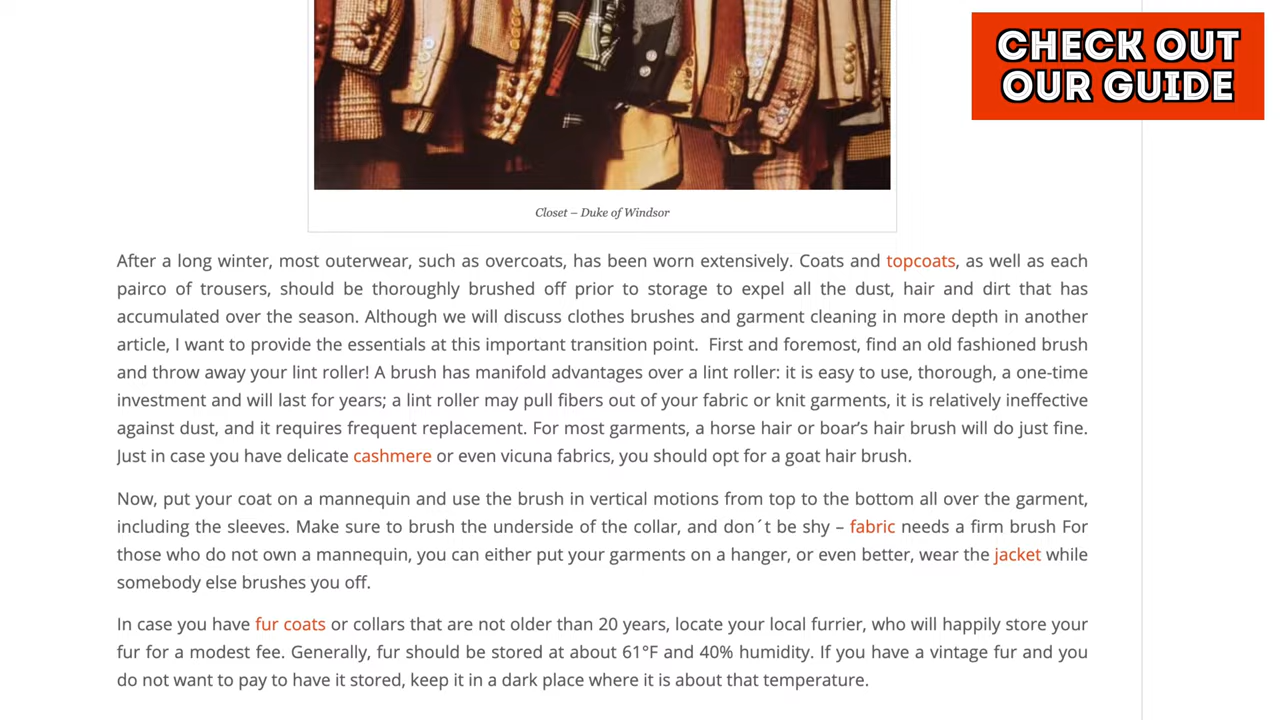 CHECK OUT
OUR GUIDE
Closet – Duke of Windsor
After a long winter, most outerwear, such as overcoats, has been worn extensively. Coats and topcoats, as well as each
pairco of trousers, should be thoroughly brushed off prior to storage to expel all the dust, hair and dirt that has
accumulated over the season. Although we will discuss clothes brushes and garment cleaning in more depth in another
article, I want to provide the essentials at this important transition point.  First and foremost, find an old fashioned brush
and throw away your lint roller! A brush has manifold advantages over a lint roller: it is easy to use, thorough, a one-time
investment and will last for years; a lint roller may pull fibers out of your fabric or knit garments, it is relatively ineffective
against dust, and it requires frequent replacement. For most garments, a horse hair or boar’s hair brush will do just fine.
Just in case you have delicate cashmere or even vicuna fabrics, you should opt for a goat hair brush.
Now, put your coat on a mannequin and use the brush in vertical motions from top to the bottom all over the garment,
including the sleeves. Make sure to brush the underside of the collar, and don´t be shy – fabric needs a firm brush For
those who do not own a mannequin, you can either put your garments on a hanger, or even better, wear the jacket while
somebody else brushes you off.
In case you have fur coats or collars that are not older than 20 years, locate your local furrier, who will happily store your
fur for a modest fee. Generally, fur should be stored at about 61°F and 40% humidity. If you have a vintage fur and you
do not want to pay to have it stored, keep it in a dark place where it is about that temperature.